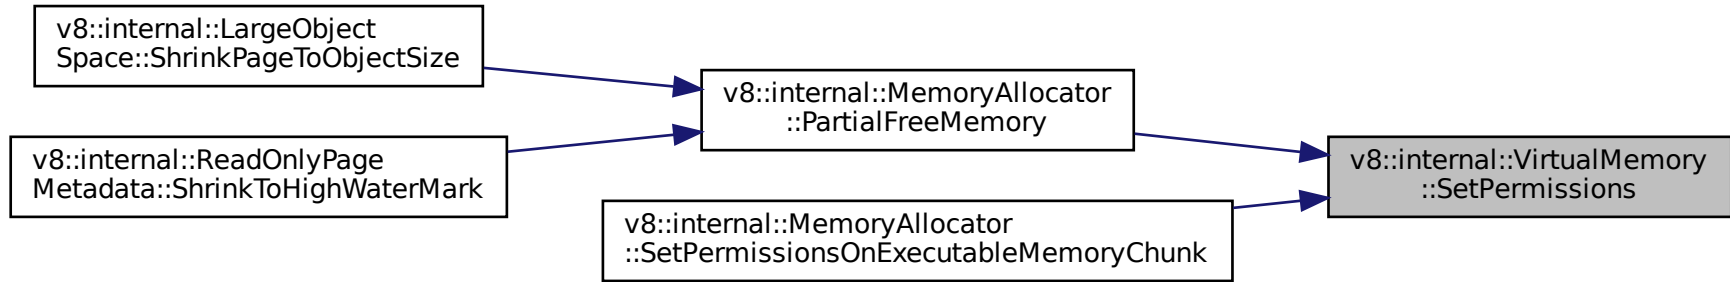 v8::internal::LargeObject
Space::ShrinkPageToObjectSize
v8::internal::ReadOnlyPage
Metadata::ShrinkToHighWaterMark
v8::internal::MemoryAllocator
::PartialFreeMemory
v8::internal::MemoryAllocator
::SetPermissionsOnExecutableMemoryChunk
v8::internal::VirtualMemory
::SetPermissions